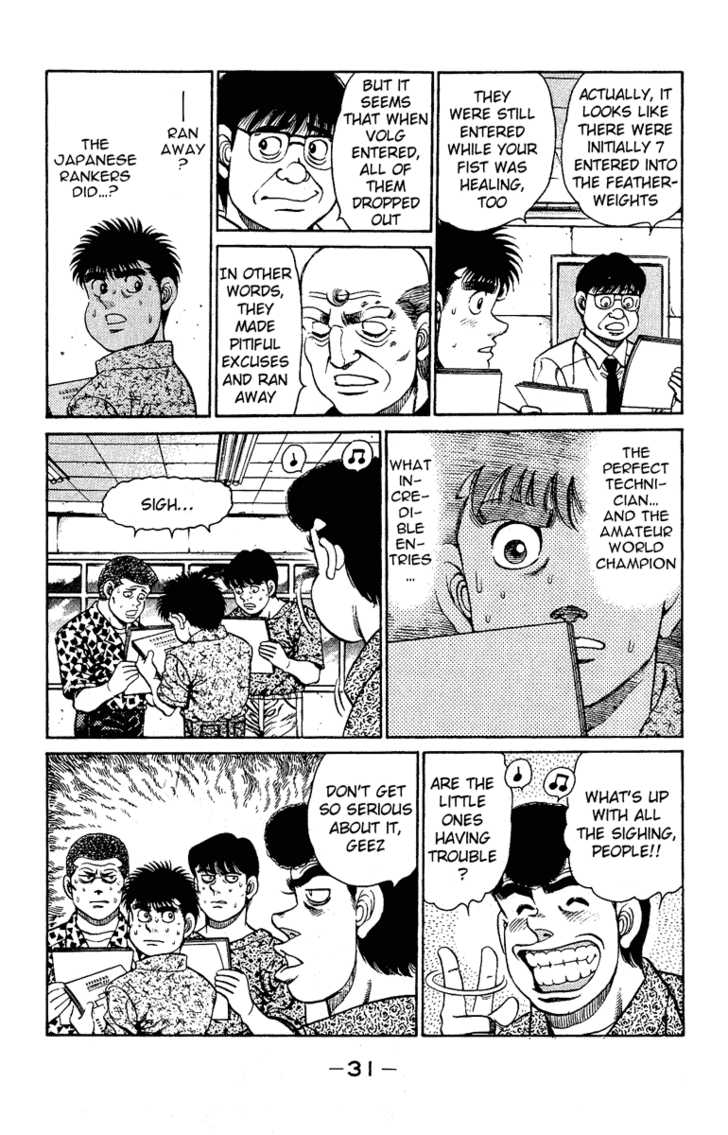 ACTUALLY, IT
LOOKS LIKE
THERE WERE
INITIALLY 7
ENTERED INTO
THE FEATHER-
WEIGHTS
THEY
WERE STILL
ENTERED
WHILE YOUR
FIST WAS
HEALING,
TOO
BUT IT
SEEMS
THAT WHEN
VOLG
ENTERED,
ALL OF
THEM
DROPPED
OUT
IN OTHER
WORDS,
THEY
MADE
PITIFUL
EXCUSES
AND RAN
AWAY
RAN
AWAY
?
THE
JAPANESE
RANKERS
DID...?
THE
PERFECT
TECHNI-
CIAN...
AND THE
AMATEUR
WORLD
CHAMPION
WHAT
IN-
CRE-
DI-
BLE
EN-
TRIES
...
SIGH...
WHAT'S UP
WITH ALL
THE SIGHING,
PEOPLE!!
ARE THE
LITTLE
ONES
HAVING
TROUBLE
?
DON'T GET
SO SERIOUS
ABOUT IT,
GEEZ
-31-